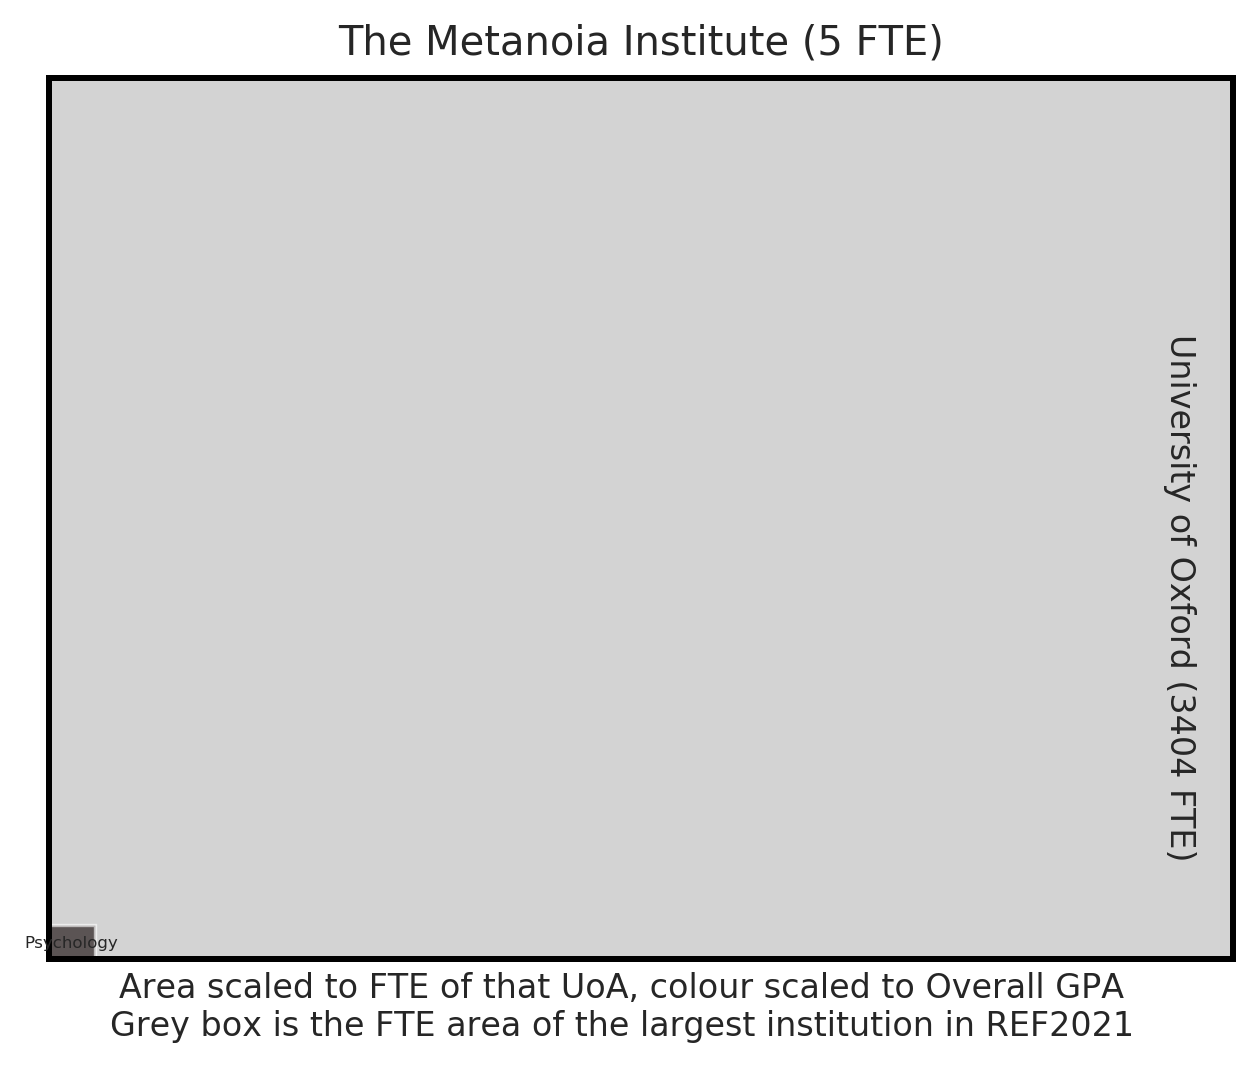 The Metanoia Institute (5 FTE)
University of Oxford (3404 FTE)
Psychology
Area scaled to FTE of that UoA, colour scaled to Overall GPA
Grey box is the FTE area of the largest institution in REF2021